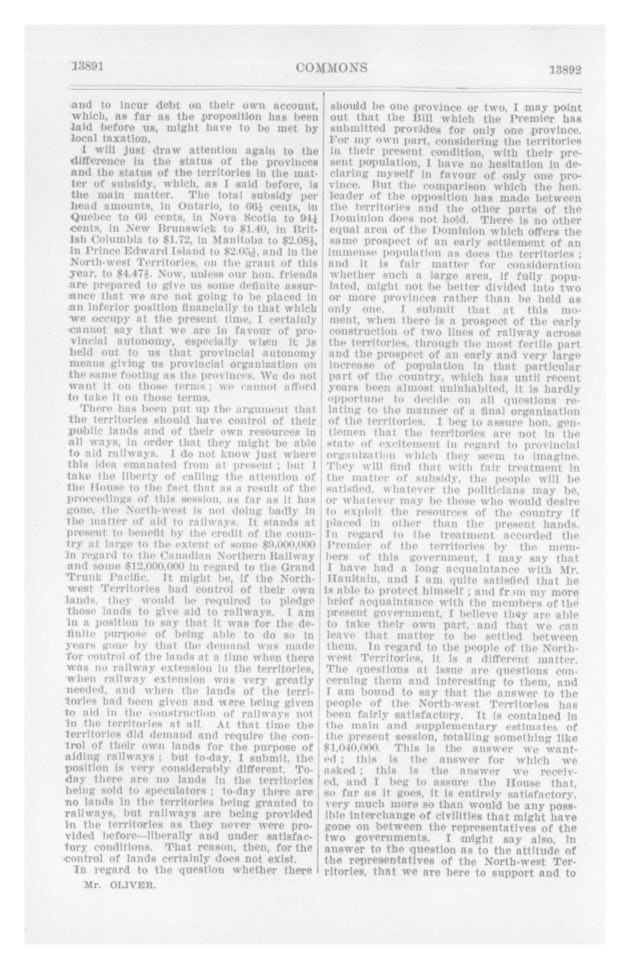 13891
COMMONS
13892
and to incur debt on their own account,
which, as far as the proposition has been
laid before us, might have to be met by
local taxation.
I will just draw attention again to the
difference in the status of the provinces
and the status of the territories in the mat-
ter of subsidy, which, as I said before, is
the main matter. The total subsidy per
head amounts, in Ontario, to 66½ cents, in
Quebec to 66 cents, in Nova Scotia to 94¼
cents, in New Brunswick to $1.40, in Brit-
ish Columbia to $1.72, in Manitoba to $2.08½,
in Prince Edward Island to $2.05½, and in the
North-west Territories, on the grant of this
year, to $4.47⅔. Now, unless our hon. friends
are prepared to give us some definite assur-
ance that we are not going to be placed in
an inferior position financially to that which
we occupy at the present time, I certainly
cannot say that we are in favour of pro-
vincial autonomy, especially when it is
held out to us that provincial autonomy
means giving us provincial organization on
the same footing as the provinces. We do not
want it on those terms; we cannot afford
to take it on those terms.
There has been put up the argument that
the territories should have control of their
public lands and of their own resources in
all ways, in order that they might be able
to aid railways. I do not know just where
this idea emanated from at present; but I
take the liberty of calling the attention of
the House to the fact that as a result of the
proceedings of this session, as far as it has
gone, the North-west is not doing badly in
the matter of aid to railways. It stands at
present to benefit by the credit of the coun-
try at large to the extent of some $9,000,000
in regard to the Canadian Northern Railway
and some $12,000,000 in regard to the Grand
Trunk Pacific. It might be, if the North-
west Territories had control of their own
lands, they would be required to pledge
those lands to give aid to railways. I am
in a position to say that it was for the de-
finite purpose of being able to do so in
years gone by that the demand was made
for control of the lands at a time when there
was no railway extension in the territories,
when railway extension was very greatly
needed, and when the lands of the terri-
tories had been given and were being given
to aid in the construction of railways not
in the territories at all. At that time the
territories did demand and require the con-
trol of their own lands for the purpose of
aiding railways; but to-day, I submit, the
position is very considerably different. To-
day there are no lands in the territories
being sold to speculators; to-day there are
no lands in the territories being granted to
railways, but railways are being provided
in the territories as they never were pro-
vided before—liberally and under satisfac-
tory conditions. That reason, then, for the
control of lands certainly does not exist.
In regard to the question whether there
Mr. OLIVER.
should be one province or two, I may point
out that the Bill which the Premier has
submitted provides for only one province.
For my own part, considering the territories
in their present condition, with their pre-
sent population, I have no hesitation in de-
claring myself in favour of only one pro-
vince. But the comparison which the hon.
leader of the opposition has made between
the territories and the other parts of the
Dominion does not hold. There is no other
equal area of the Dominion which offers the
same prospect of an early settlement of an
immense population as does the territories;
and it is fair matter for consideration
whether such a large area, if fully popu-
lated, might not be better divided into two
or more provinces rather than be held as
only one. I submit that at this mo-
ment, when there is a prospect of the early
construction of two lines of railway across
the territories, through the most fertile part
and the prospect of an early and very large
increase of population in that particular
part of the country, which has until recent
years been almost uninhabited, it is hardly
opportune to decide on all questions re-
lating to the manner of a final organization
of the territories. I beg to assure hon. gen-
tlemen that the territories are not in the
state of excitement in regard to provincial
organization which they seem to imagine.
They will find that with fair treatment in
the matter of subsidy, the people will be
satisfied, whatever the politicians may be,
or whatever may be those who would desire
to exploit the resources of the country if
placed in other than the present hands.
In regard to the treatment accorded the
Premier of the territories by the mem-
bers of this government, I may say that
I have had a long acquaintance with Mr.
Haultain, and I am quite satisfied that he
is able to protect himself; and from my more
brief acquaintance with the members of the
present government, I believe they are able
to take their own part, and that we can
leave that matter to be settled between
them. In regard to the people of the North-
west Territories, it is a different matter.
The questions at issue are questions con-
cerning them and interesting to them, and
I am bound to say that the answer to the
people of the North-west Territories has
been fairly satisfactory. It is contained in
the main and supplementary estimates of
the present session, totalling something like
$1,040,000. This is the answer we want-
ed; this is the answer for which we
asked; this is the answer we receiv-
ed, and I beg to assure the House that,
so far as it goes, it is entirely satisfactory,
very much more so than would be any poss-
ible interchange of civilities that might have
gone on between the representatives of the
two governments. I might say also, in
answer to the question as to the attitude of
the representatives of the North-west Ter-
ritories, that we are here to support and to